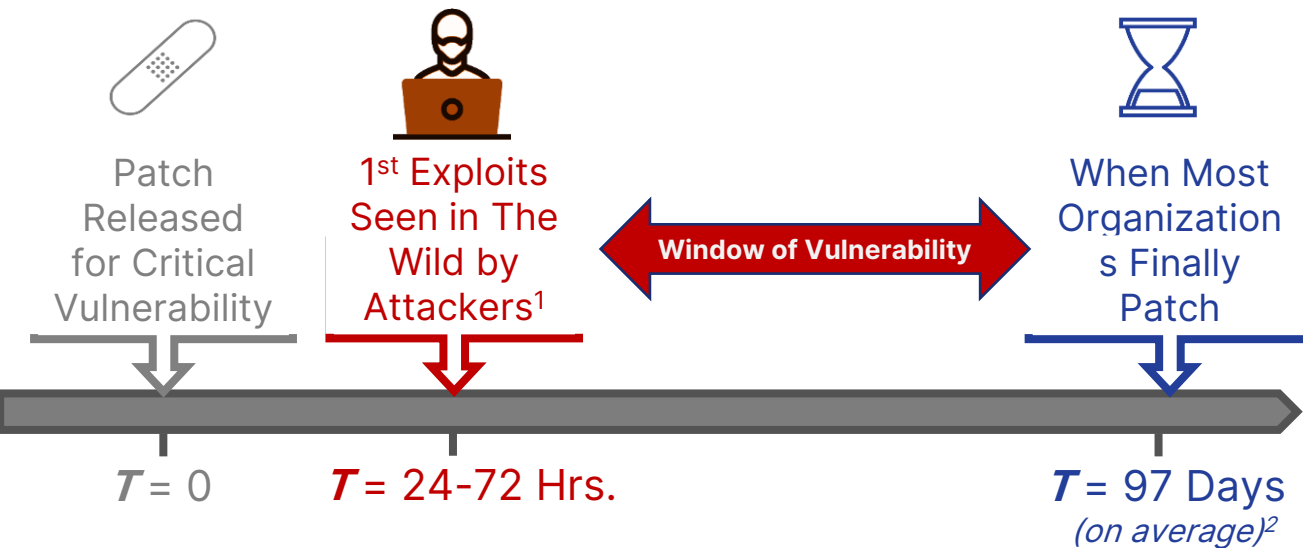 Patch
Released
for Critical
Vulnerability
1st Exploits
Seen in The
Wild by
Attackers1
Window of Vulnerability
When Most
Organization
s Finally
Patch
T = 0
T = 24-72 Hrs.
T = 97 Days
(on average)2